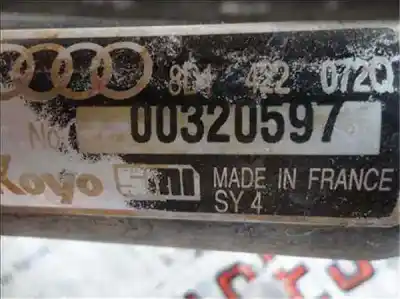 8D1 422 072Q
No. 00320597
Koyo SMI MADE IN FRANCE
SY 4